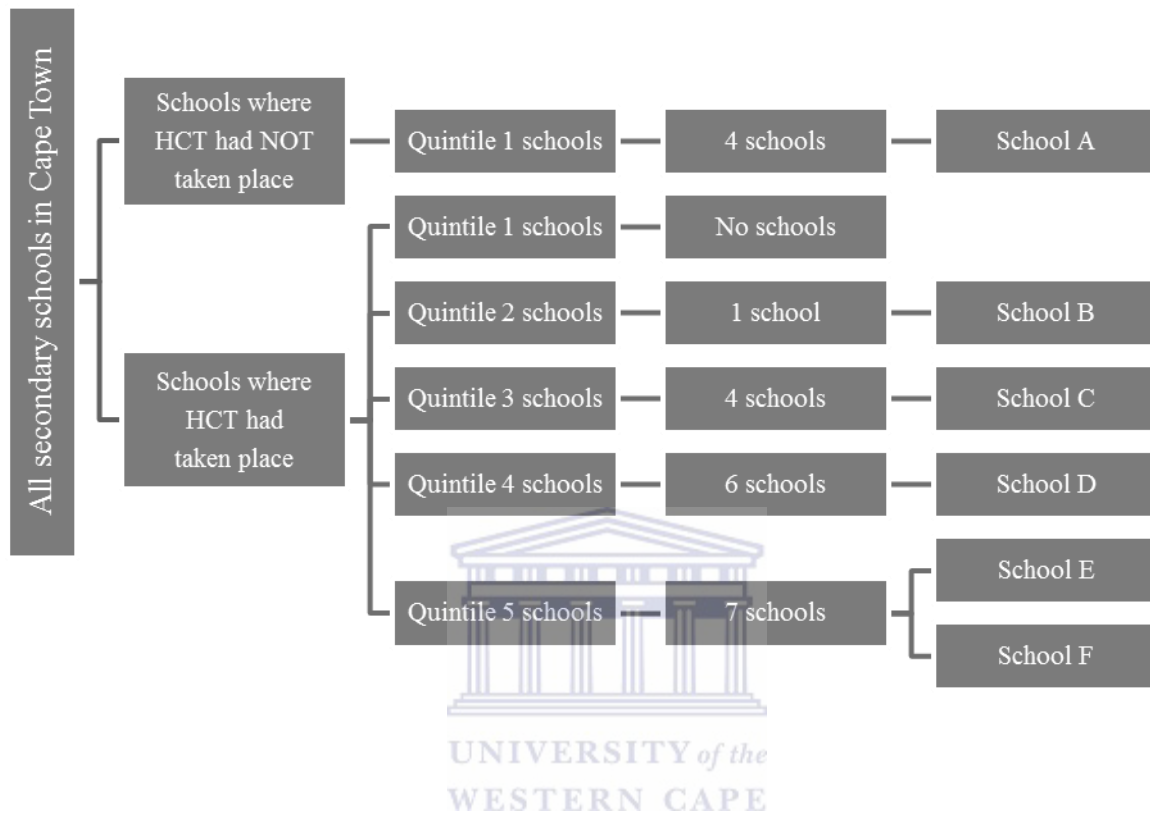 All secondary schools in Cape Town
Schools where
HCT had NOT
taken place
Quintile 1 schools
4 schools
School A
Schools where
HCT had
taken place
Quintile 1 schools
No schools
Quintile 2 schools
1 school
School B
Quintile 3 schools
4 schools
School C
Quintile 4 schools
6 schools
School D
Quintile 5 schools
7 schools
School E
School F
UNIVERSITY of the
WESTERN CAPE